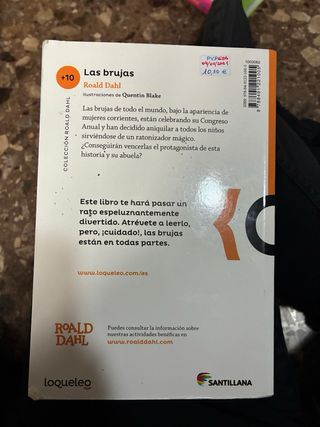 +10
Las brujas
Roald Dahl
Ilustraciones de Quentin Blake
COLECCIÓN ROALD DAHL
10,10 €
Las brujas de todo el mundo, bajo la apariencia de
mujeres corrientes, están celebrando su Congreso
Anual y han decidido aniquilar a todos los niños
sirviéndose de un ratonizador mágico.
¿Conseguirán vencerlas el protagonista de esta
historia y su abuela?
Este libro te hará pasar un
rato espeluznantemente
divertido. Atrévete a leerlo,
pero, ¡cuidado!, las brujas
están en todas partes.
www.loqueleo.com/es
ROALD
DAHL
Puedes consultar la información sobre
nuestras actividades benéficas en
www.roalddahl.com
loqueleo
SANTILLANA